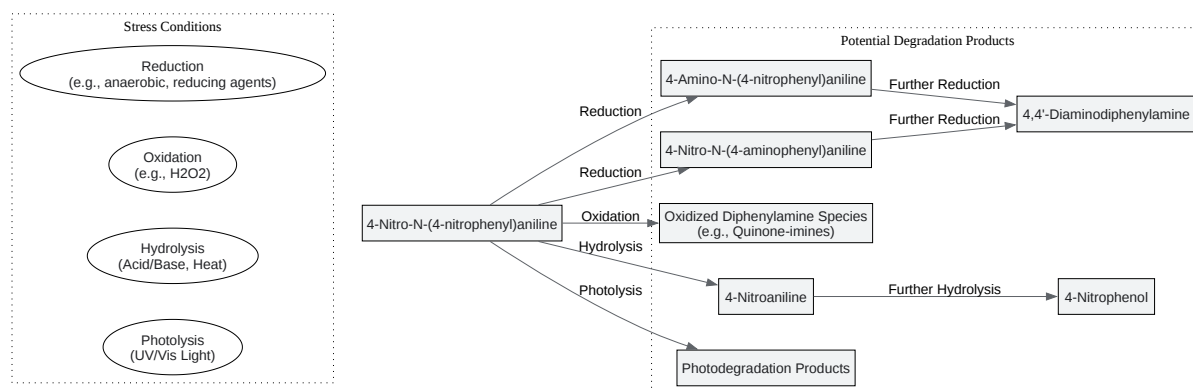 Stress Conditions
Reduction
(e.g., anaerobic, reducing agents)
Oxidation
(e.g., H2O2)
Hydrolysis
(Acid/Base, Heat)
Photolysis
(UV/Vis Light)
4-Nitro-N-(4-nitrophenyl)aniline
Reduction
Reduction
Oxidation
Hydrolysis
Photolysis
Potential Degradation Products
4-Amino-N-(4-nitrophenyl)aniline
4-Nitro-N-(4-aminophenyl)aniline
Oxidized Diphenylamine Species
(e.g., Quinone-imines)
4-Nitroaniline
Photodegradation Products
Further Reduction
Further Reduction
Further Hydrolysis
4,4'-Diaminodiphenylamine
4-Nitrophenol